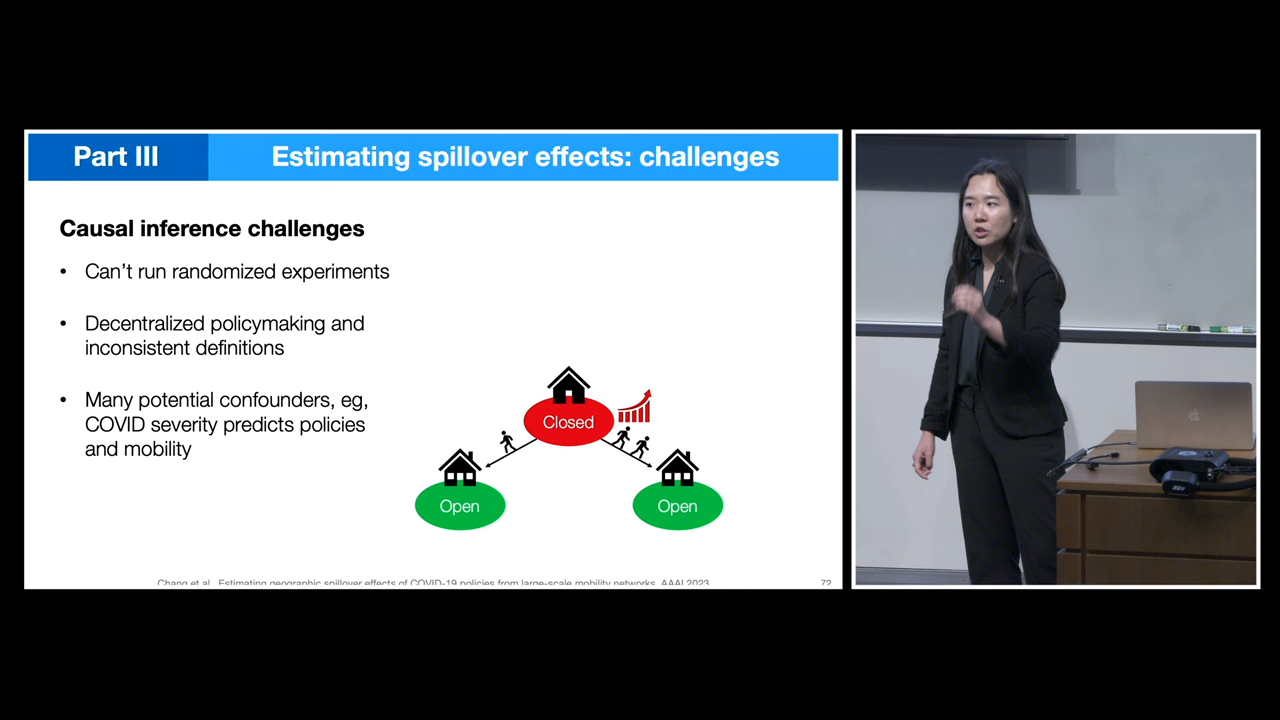 Part III
Estimating spillover effects: challenges
Causal inference challenges
• Can't run randomized experiments
• Decentralized policymaking and
inconsistent definitions
• Many potential confounders, eg,
COVID severity predicts policies
and mobility
Closed
Open
Open
Chang et al., Estimating geographic spillover effects of COVID-19 policies from large-scale mobility networks, AAAI 2023
72